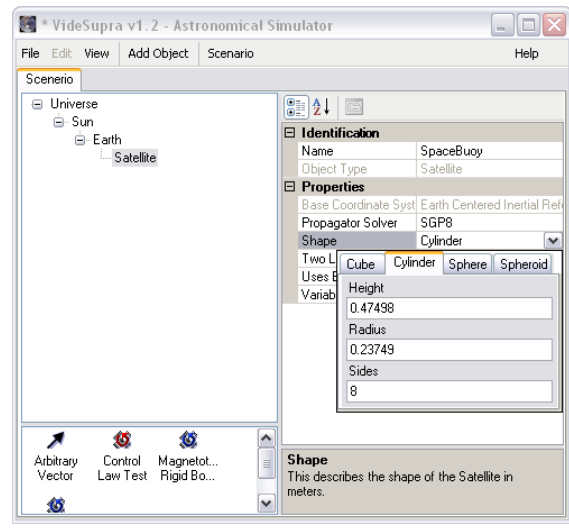 * VideSupra v1.2 - Astronomical Simulator
File Edit View Add Object Scenario Help
Scenerio
Universe
Sun
Earth
Satellite
Identification
Name SpaceBuoy
Object Type Satellite
Properties
Base Coordinate Syst Earth Centered Inertial Ref
Propagator Solver SGP8
Shape Cylinder
Two L
Uses
Variab
Cube Cylinder Sphere Spheroid
Height
0.47498
Radius
0.23749
Sides
8
Arbitrary Vector
Control Law Test
Magnetot... Rigid Bo...
Shape
This describes the shape of the Satellite in
meters.